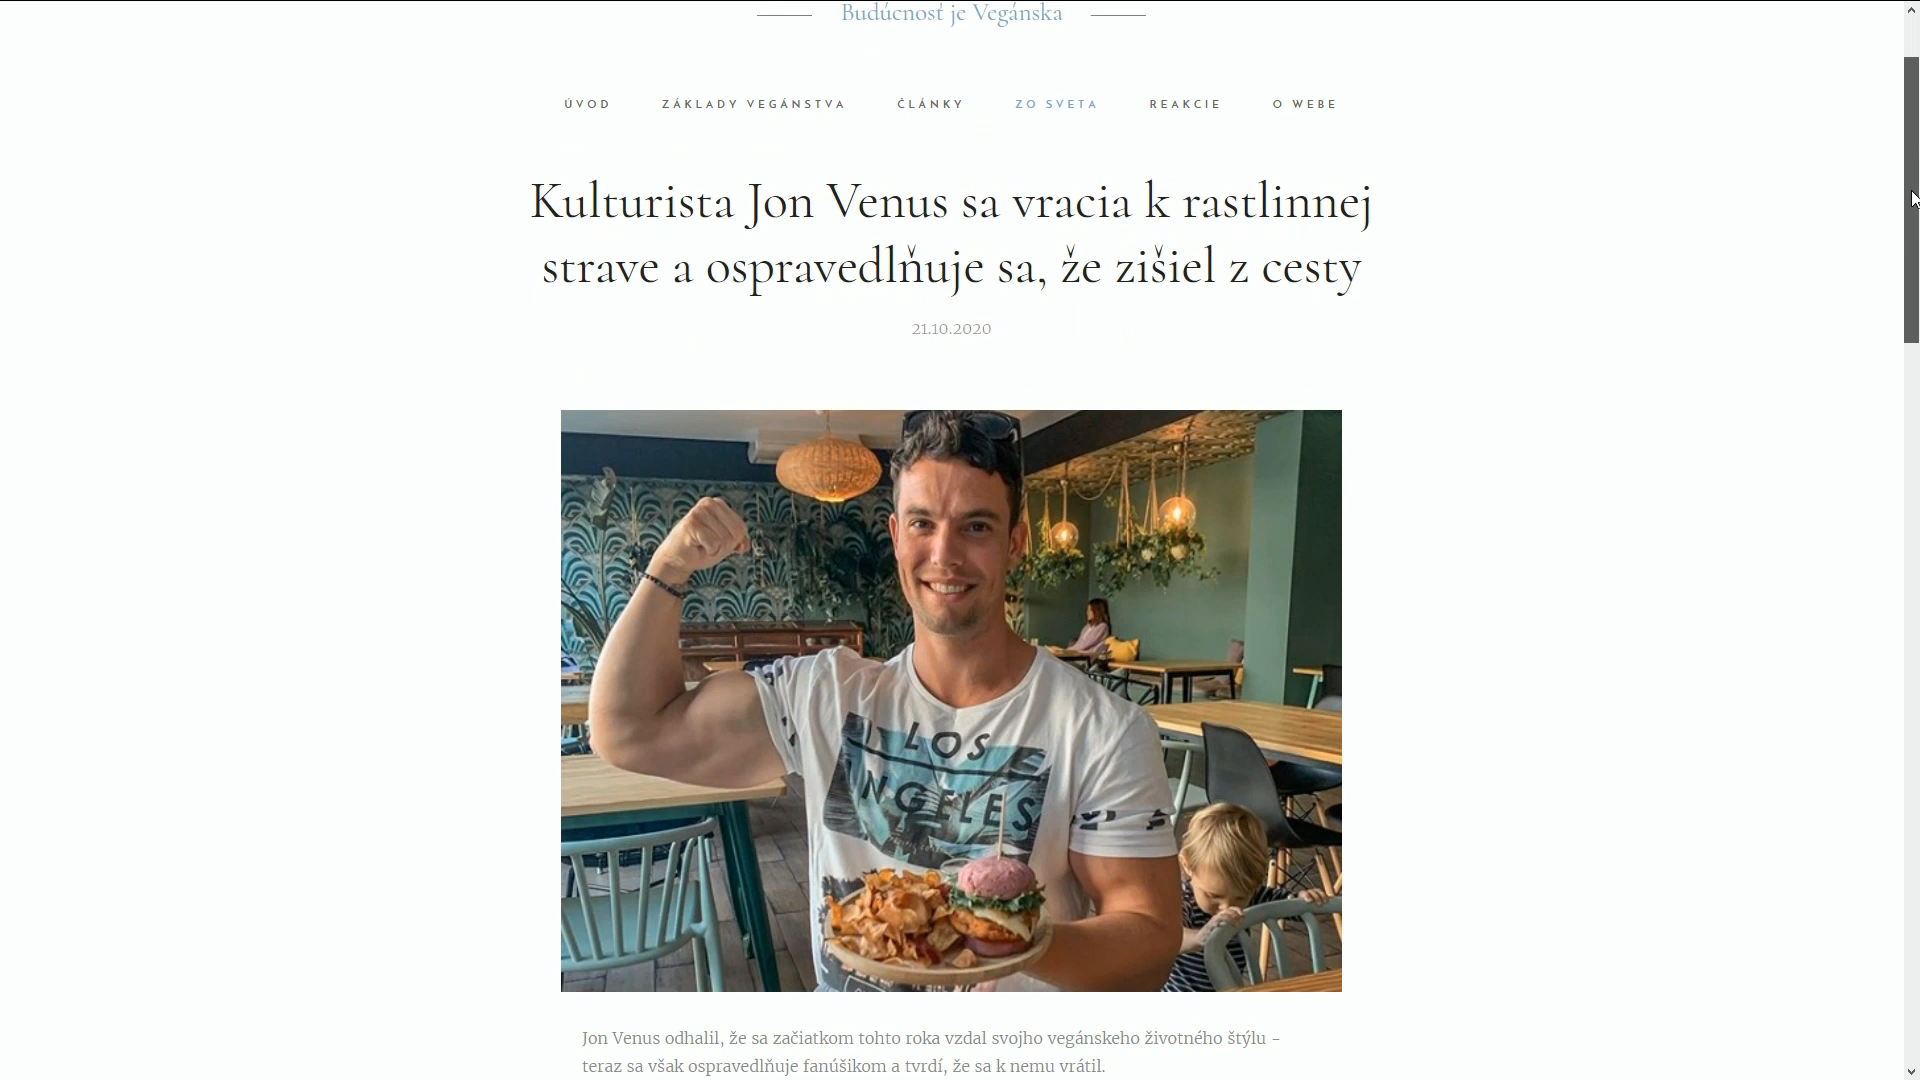 Budúcnosť je Vegánska
ÚVOD ZÁKLADY VEGÁNSTVA ČLÁNKY ZO SVETA REAKCIE O WEBE
Kulturista Jon Venus sa vracia k rastlinnej
strave a ospravedlňuje sa, že zišiel z cesty
21.10.2020
LOS
NGELES
Jon Venus odhalil, že sa začiatkom tohto roka vzdal svojho vegánskeho životného štýlu –
teraz sa však ospravedlňuje fanúšikom a tvrdí, že sa k nemu vrátil.